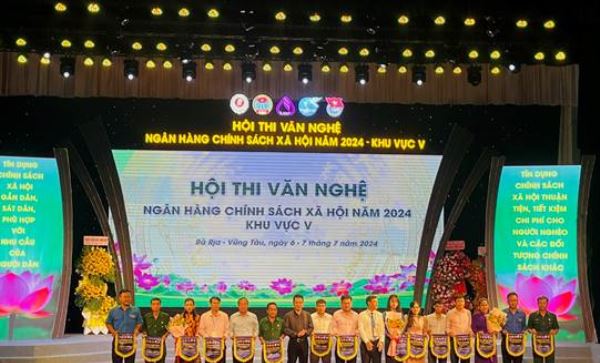 HỘI THI VĂN NGHỆ
NGÂN HÀNG CHÍNH SÁCH XÃ HỘI NĂM 2024 - KHU VỰC V
HỘI THI VĂN NGHỆ
NGÂN HÀNG CHÍNH SÁCH XÃ HỘI NĂM 2024
KHU VỰC V
Bà Rịa - Vũng Tàu, ngày 6 - 7 tháng 7 năm 2024
TÍN DỤNG
CHÍNH SÁCH
XÃ HỘI
GẦN DÂN,
SÁT DÂN,
PHÙ HỢP
VỚI
NHU CẦU
CỦA
NGƯỜI DÂN
TÍN DỤNG
CHÍNH SÁCH
XÃ HỘI THUẬN
TIỆN, TIẾT KIỆM
CHI PHÍ CHO
NGƯỜI NGHÈO
VÀ CÁC ĐỐI
TƯỢNG CHÍNH
SÁCH KHÁC